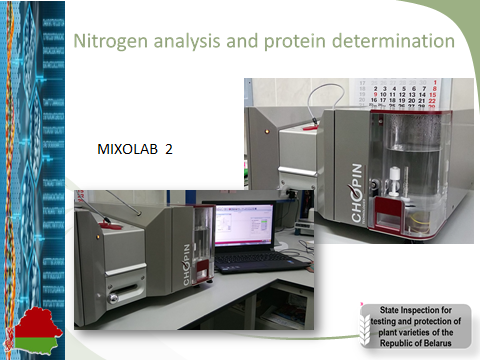 Nitrogen analysis and protein determination
MIXOLAB 2
CHOPIN
CHOPIN
State Inspection for
testing and protection of
plant varieties of the
Republic of Belarus